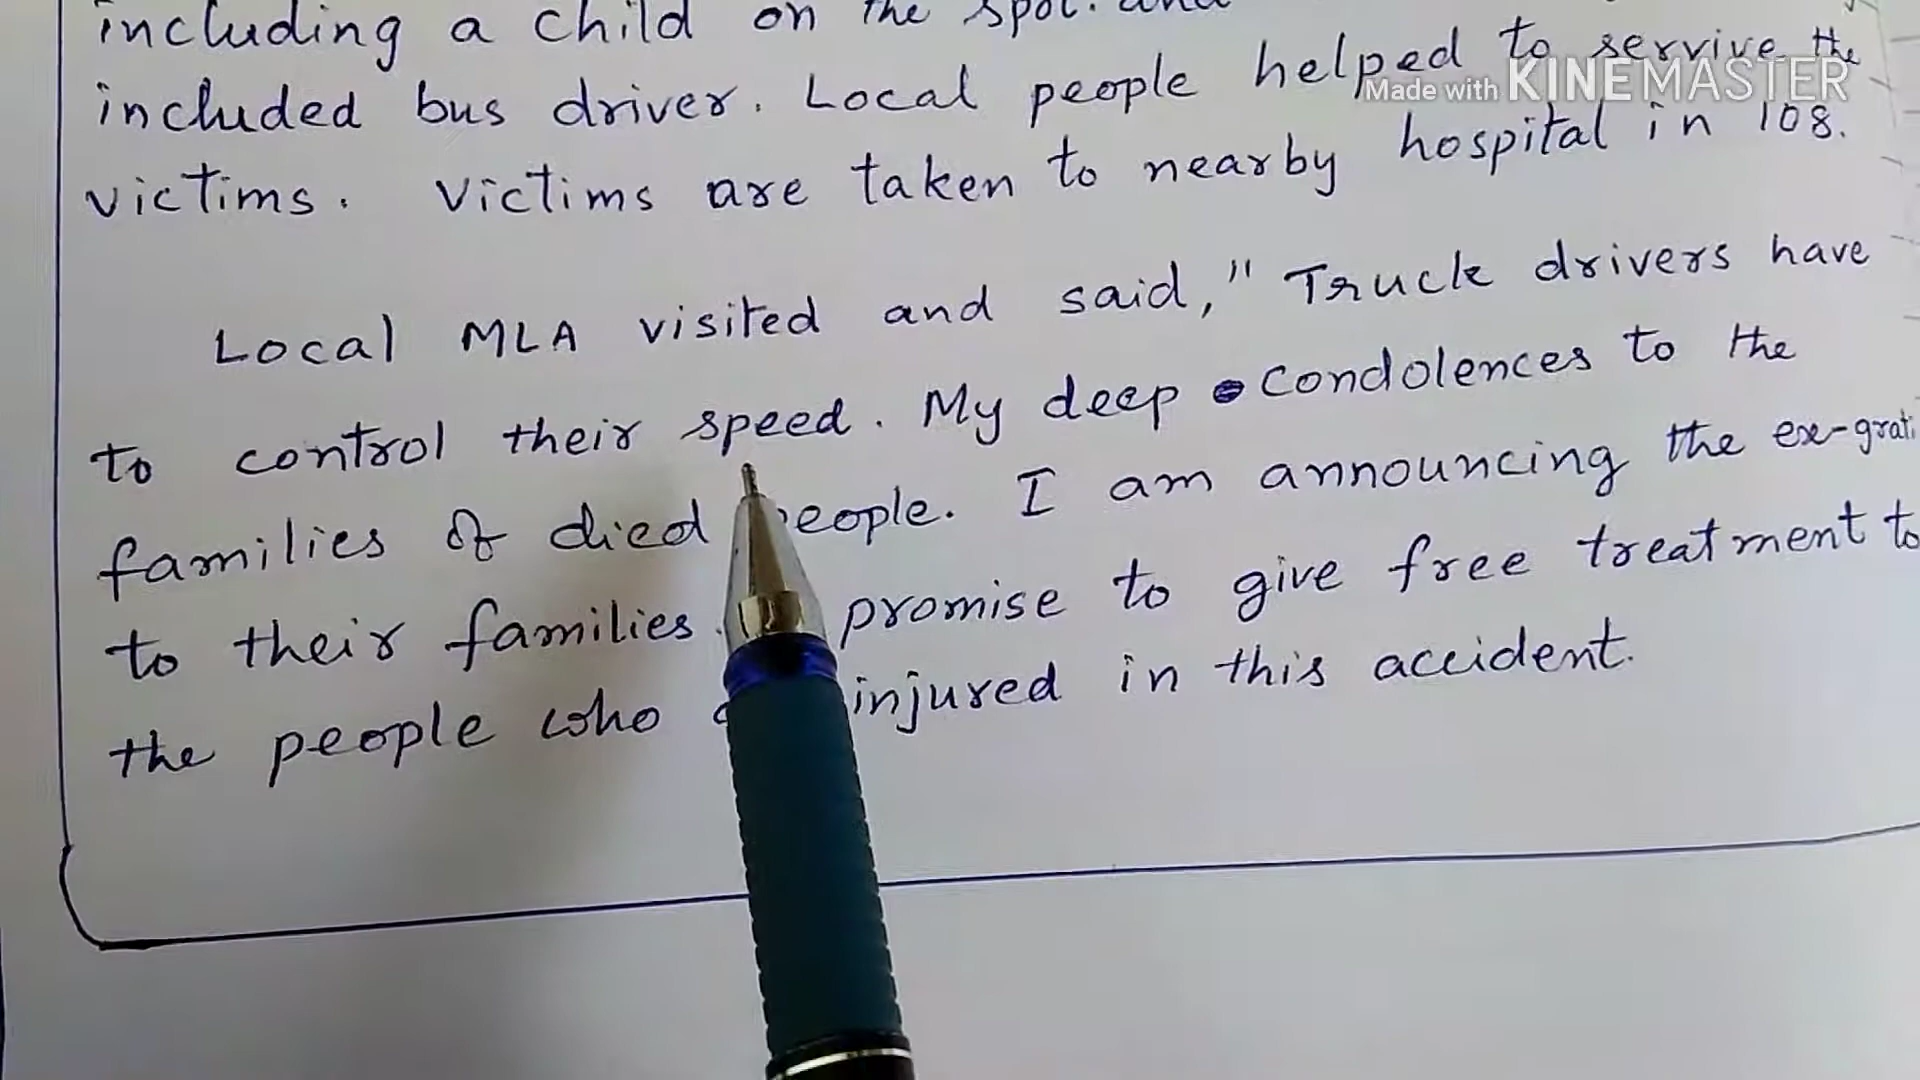 including a child on the spot. and
included bus driver. Local people helped to servive the
victims. Victims are taken to nearby hospital in 108.
Made with KINEMASTER
Local MLA visited and said, " Truck drivers have
to control their speed. My deep condolences to the
families of died people. I am announcing the ex-grati
to their families. promise to give free treatment to
the people who injured in this accident.